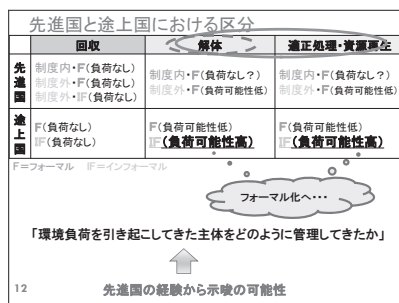 先進国と途上国における区分
回収 解体 適正処理・資源再生
先進国
制度内・F(負荷なし)
制度外・F(負荷なし)
制度外・IF(負荷なし)
制度内・F(負荷なし?)
制度外・F(負荷可能性低)
制度内・F(負荷なし?)
制度外・F(負荷可能性低)
途上国
F(負荷なし)
IF(負荷なし)
F(負荷可能性低)
IF(負荷可能性高)
F(負荷可能性低)
IF(負荷可能性高)
F=フォーマル IF=インフォーマル
フォーマル化へ・・・
「環境負荷を引き起こしてきた主体をどのように管理してきたか」
12 先進国の経験から示唆の可能性